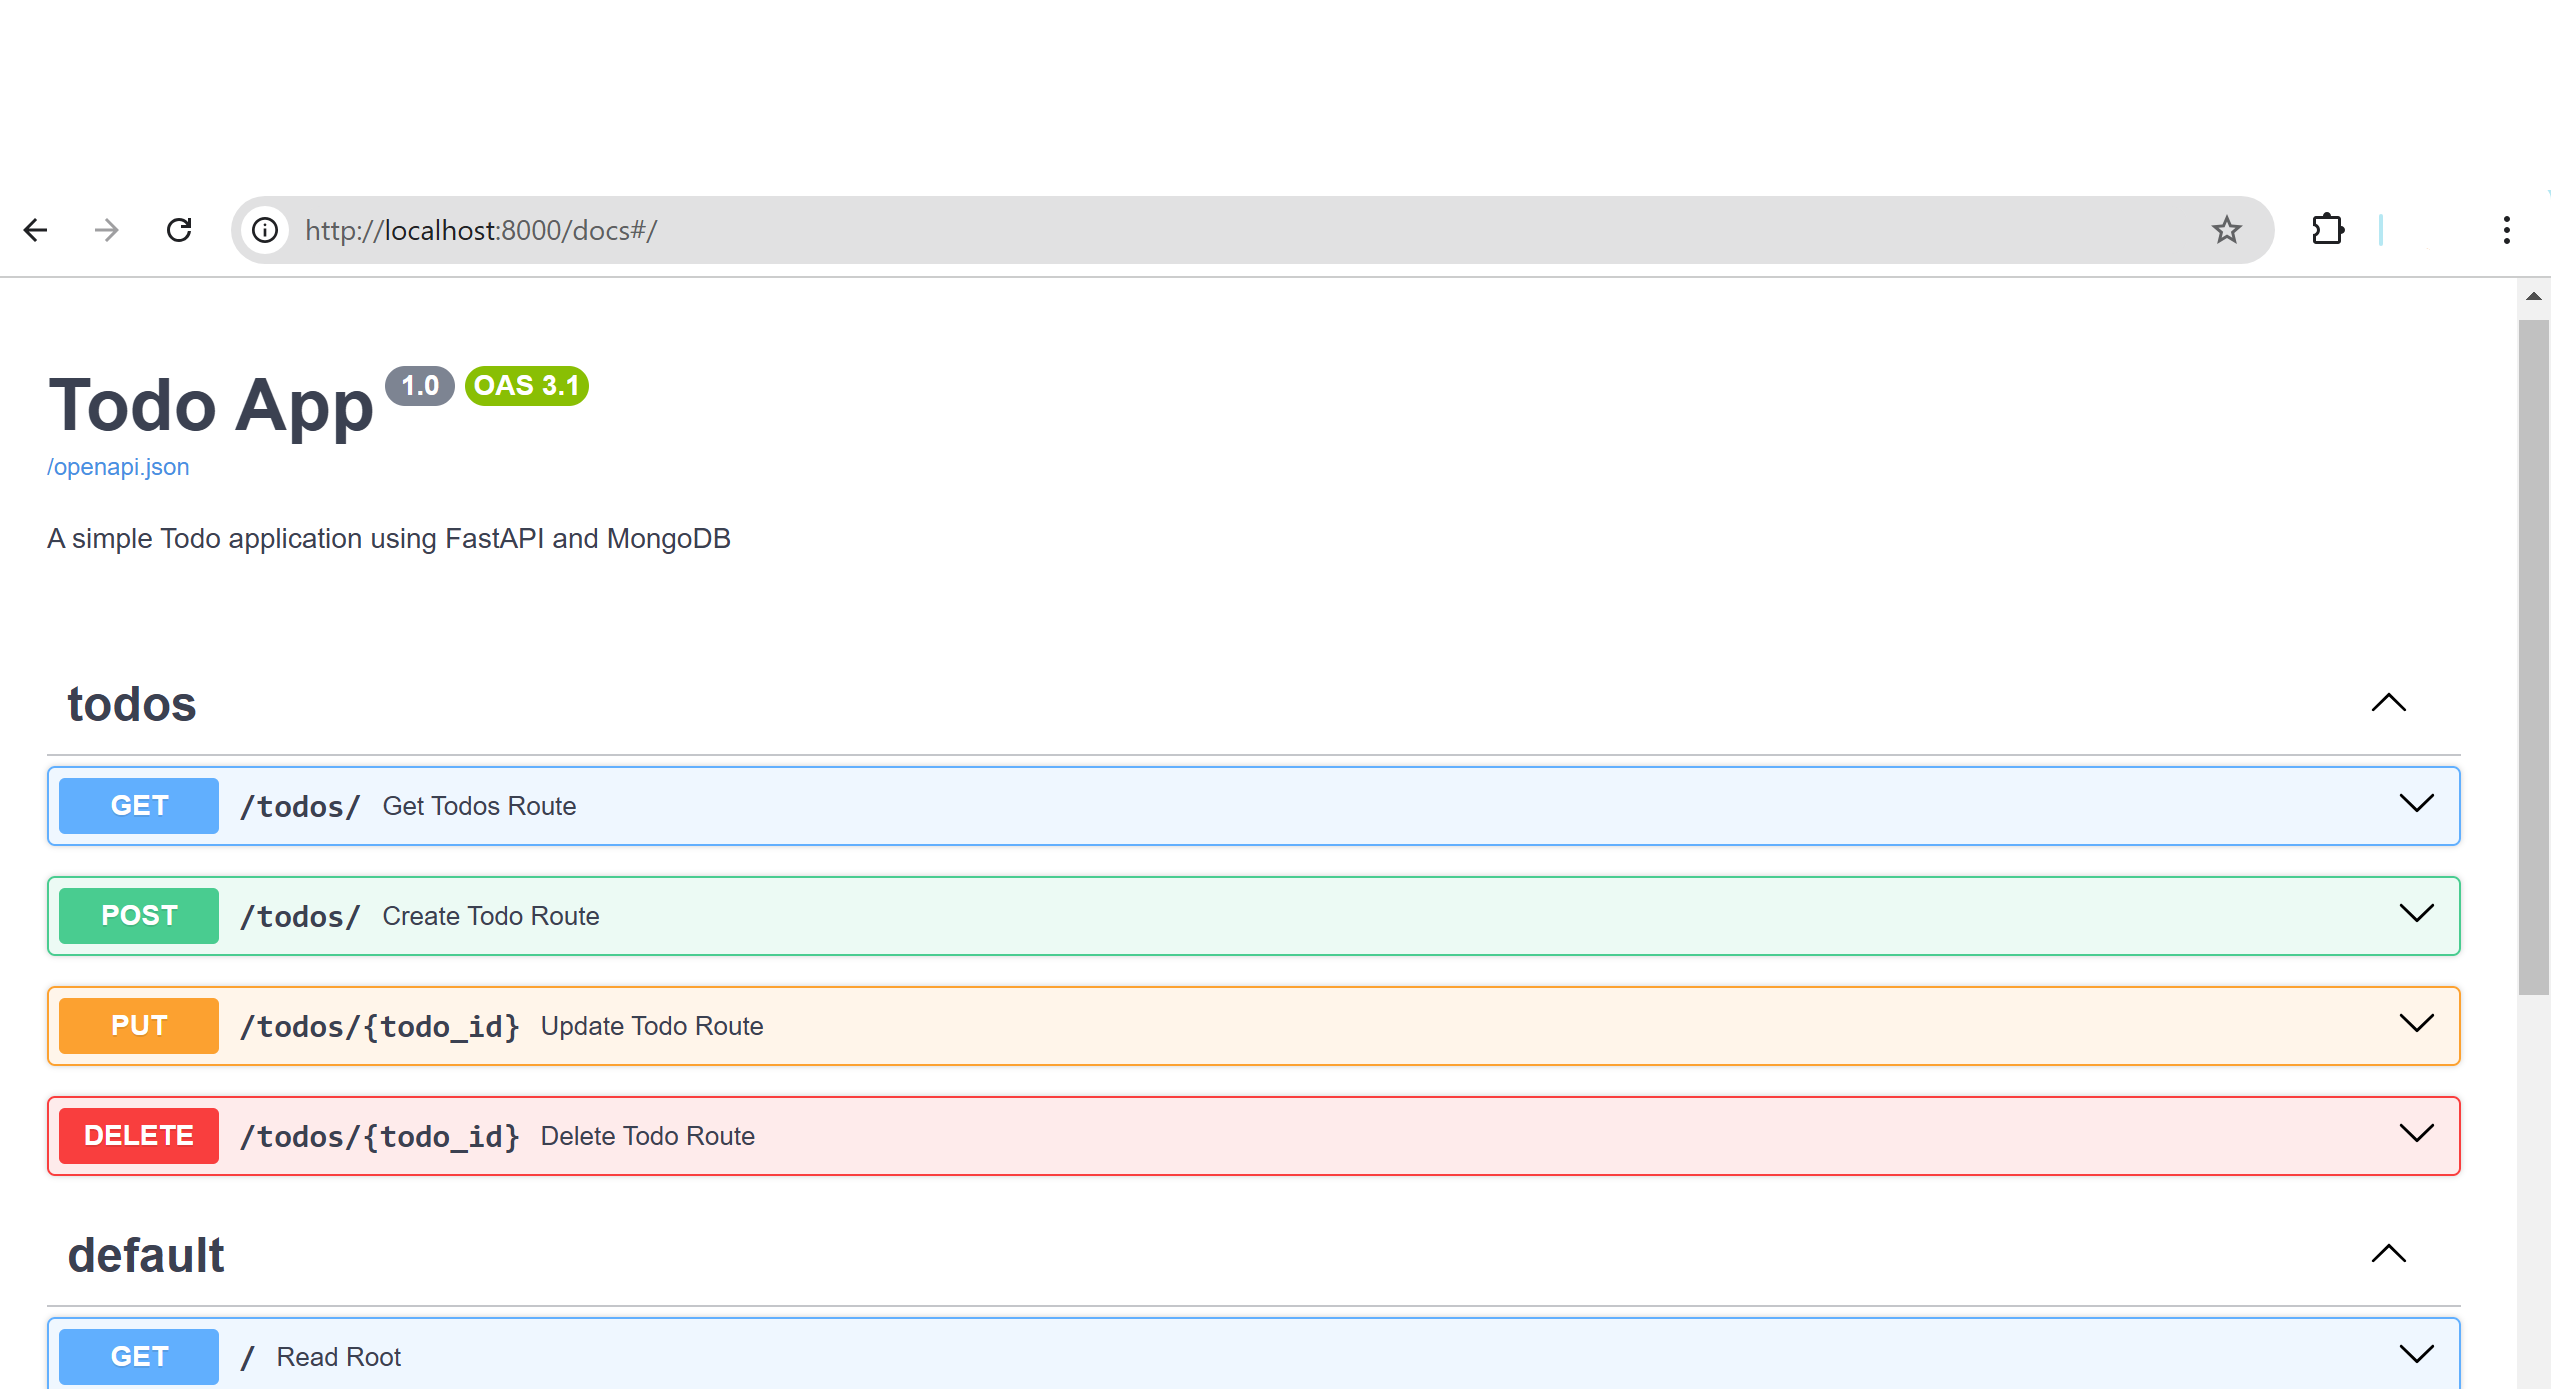 http://localhost:8000/docs#/
Todo App 1.0 OAS 3.1
/openapi.json
A simple Todo application using FastAPI and MongoDB
todos
GET /todos/ Get Todos Route
POST /todos/ Create Todo Route
PUT /todos/{todo_id} Update Todo Route
DELETE /todos/{todo_id} Delete Todo Route
default
GET / Read Root